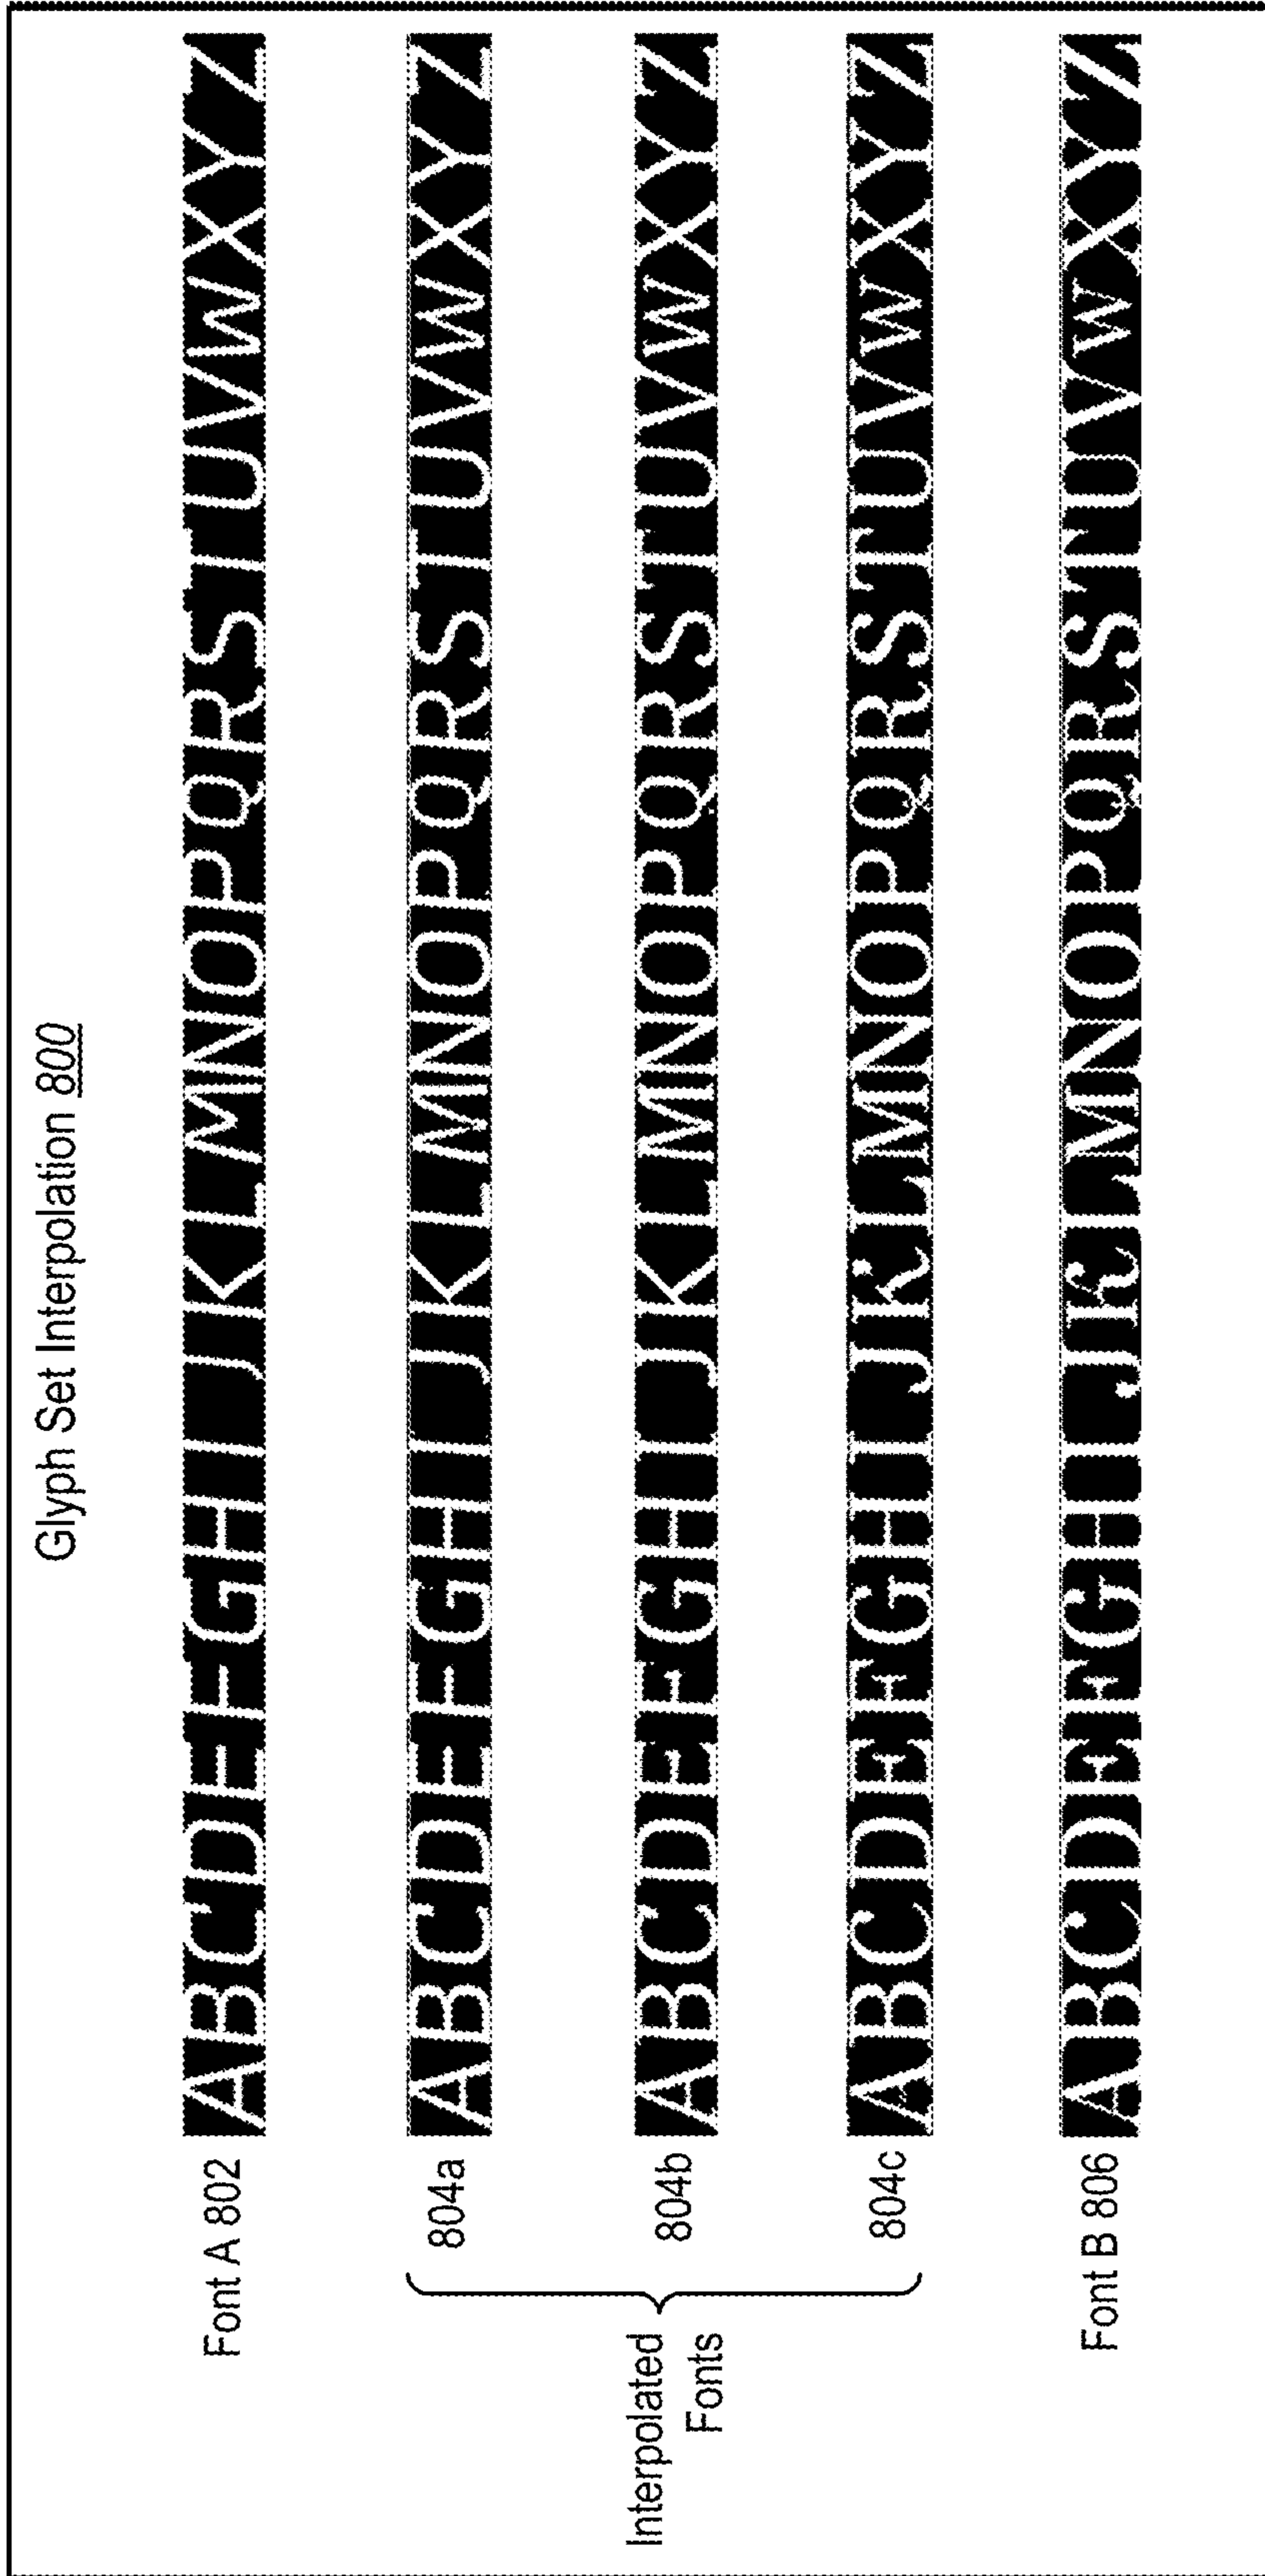 Glyph Set Interpolation 800
Font A 802 ABCDEFGHIJKLMNOPQRSTUVWXYZ
804a ABCDEFGHIJKLMNOPQRSTUVWXYZ
Interpolated
Fonts
804b ABCDEFGHIJKLMNOPQRSTUVWXYZ
804c ABCDEFGHIJKLMNOPQRSTUVWXYZ
Font B 806 ABCDEFGHIJKLMNOPQRSTUVWXYZ